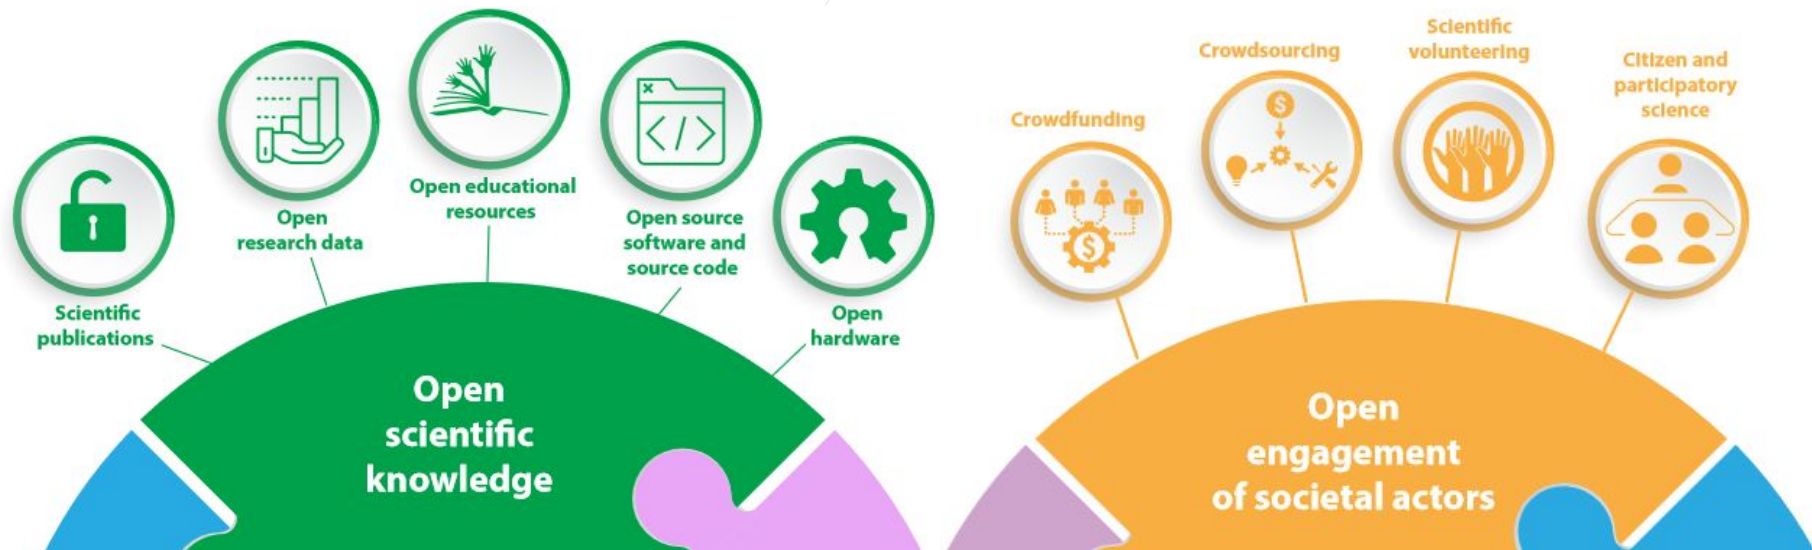 Scientific
publications
Open
research data
Open educational
resources
Open source
software and
source code
Open
hardware
Open
scientific
knowledge
Crowdfunding
Crowdsourcing
Scientific
volunteering
Citizen and
participatory
science
Open
engagement
of societal actors